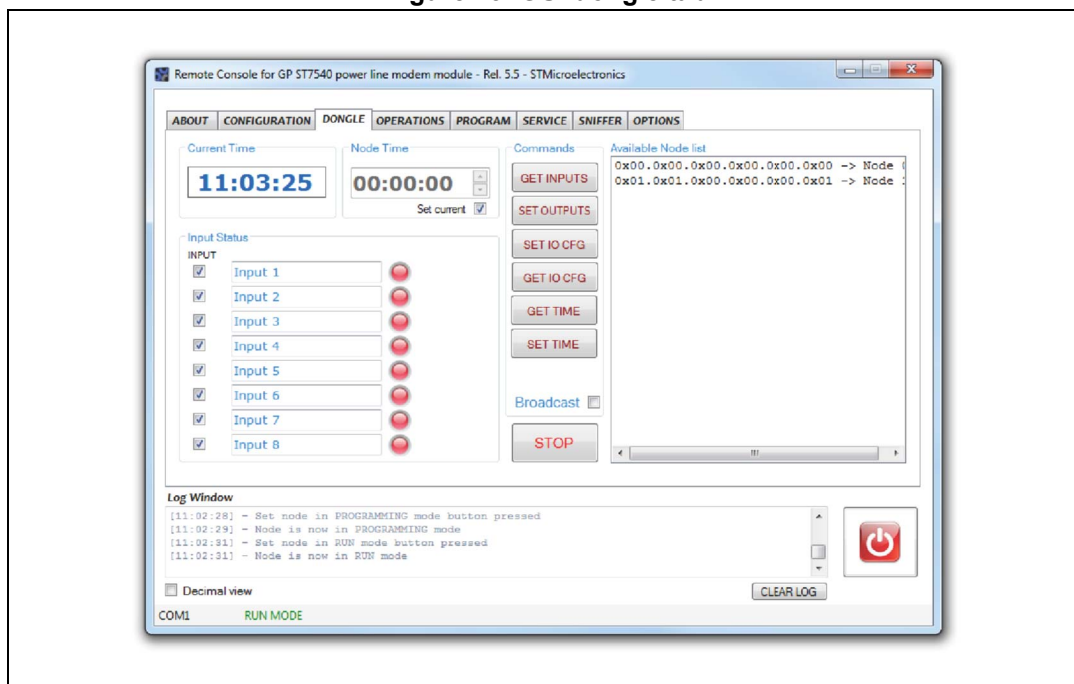 Remote Console for GP ST7540 power line modem module - Rel. 5.5 - STMicroelectronics
ABOUT CONFIGURATION DONGLE OPERATIONS PROGRAM SERVICE SNIFFER OPTIONS
Current Time
11:03:25
Node Time
00:00:00
Set current
Input Status
INPUT
Input 1
Input 2
Input 3
Input 4
Input 5
Input 6
Input 7
Input 8
Commands
GET INPUTS
SET OUTPUTS
SET IO CFG
GET IO CFG
GET TIME
SET TIME
Broadcast
STOP
Available Node list
0x00.0x00.0x00.0x00.0x00.0x00 -> Node
0x01.0x01.0x00.0x00.0x00.0x01 -> Node
Log Window
[11:02:28] - Set node in PROGRAMMING mode button pressed
[11:02:29] - Node is now in PROGRAMMING mode
[11:02:31] - Set node in RUN mode button pressed
[11:02:31] - Node is now in RUN mode
Decimal view
CLEAR LOG
COM1 RUN MODE